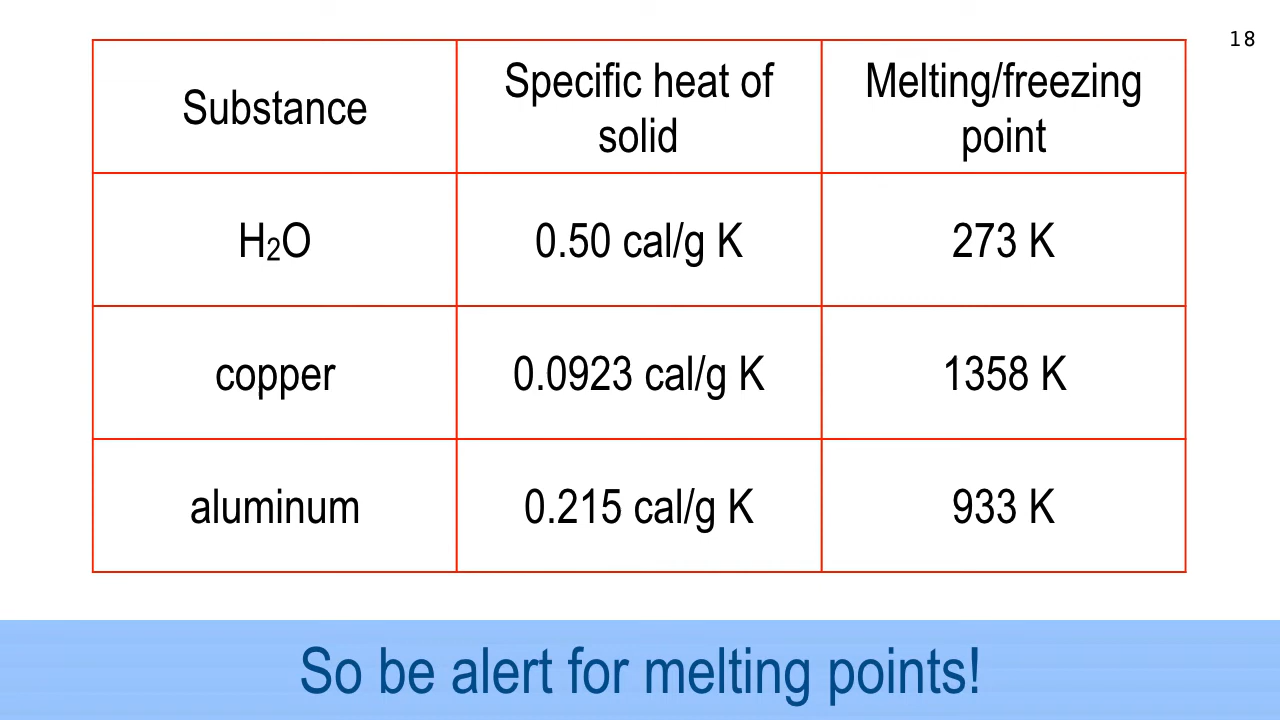 18
Substance
Specific heat of
solid
Melting/freezing
point
H₂O
0.50 cal/g K
273 K
copper
0.0923 cal/g K
1358 K
aluminum
0.215 cal/g K
933 K
So be alert for melting points!